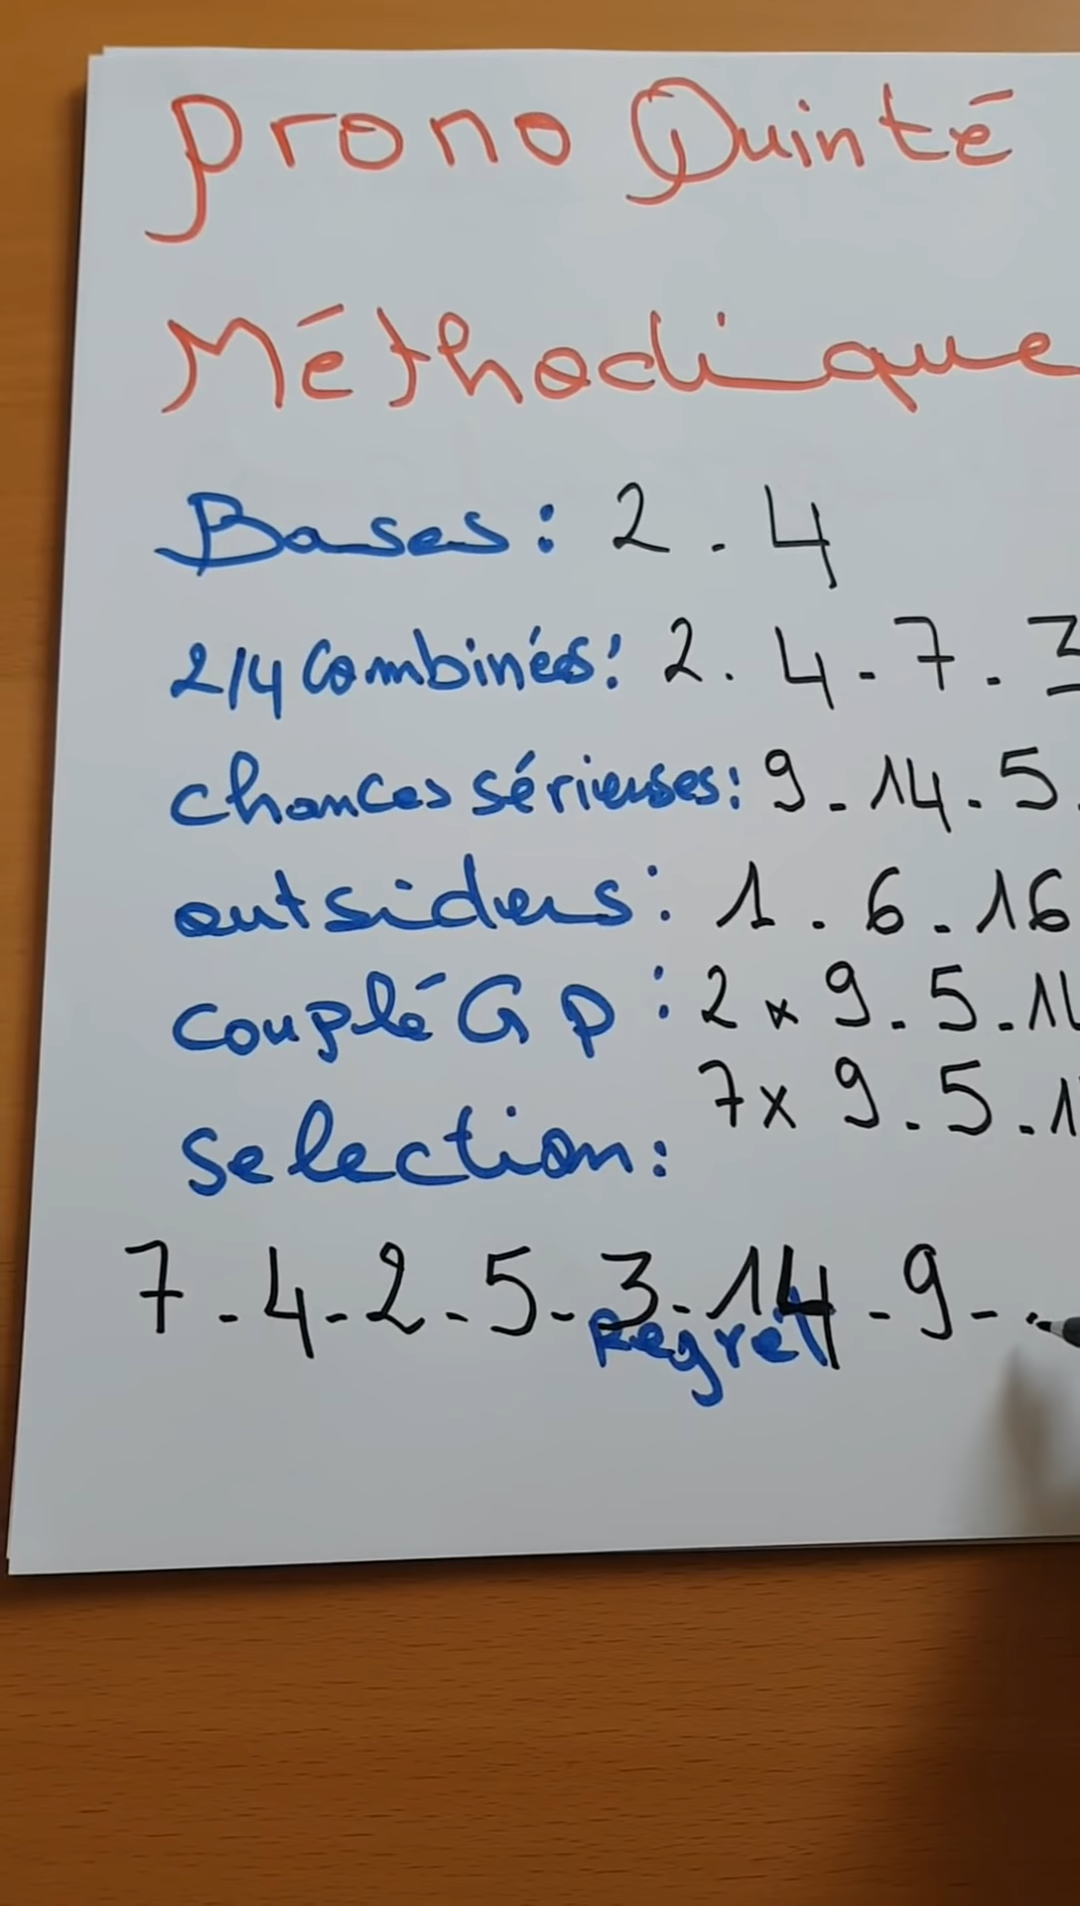 Prono Quinté
Méthodique
Bases: 2 . 4
2/4 Combinées: 2. 4 - 7 . 3
chances sérieuses: 9 - 14 . 5.
outsiders: 1 . 6 . 16
couplé G p : 2 x 9 . 5 . 14
7 x 9 . 5 . 1
Selection:
7 - 4 - 2 - 5 - 3 - 14 - 9 -
Regret